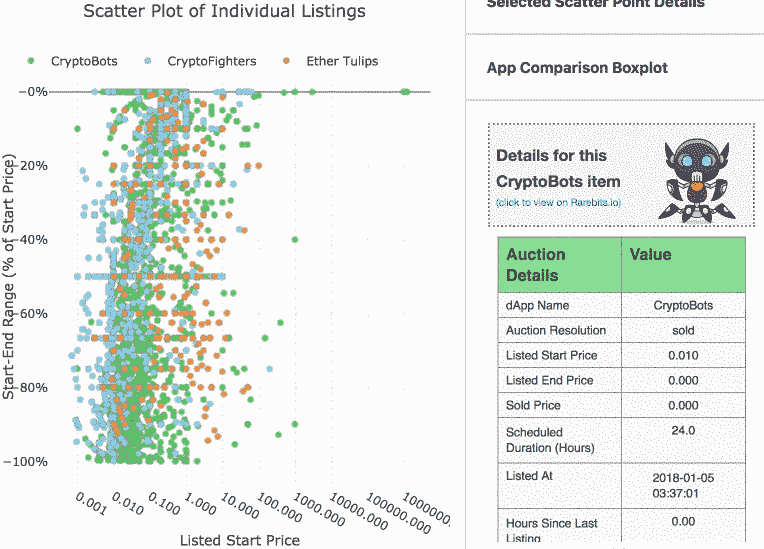 Scatter Plot of Individual Listings
CryptoBots CryptoFighters Ether Tulips
−0%
−20%
−40%
−60%
−80%
−100%
Start-End Range (% of Start Price)
0.001 0.010 0.100 1.000 10.000 100.000 1000.000 10000.000 100000.000 1000000.
Listed Start Price
Selected Scatter Point Details
App Comparison Boxplot
Details for this
CryptoBots item
(click to view on Rarebits.io)
Auction Details Value
dApp Name CryptoBots
Auction Resolution sold
Listed Start Price 0.010
Listed End Price 0.000
Sold Price 0.000
Scheduled
Duration (Hours) 24.0
Listed At 2018-01-05
03:37:01
Hours Since Last
Listing 0.00